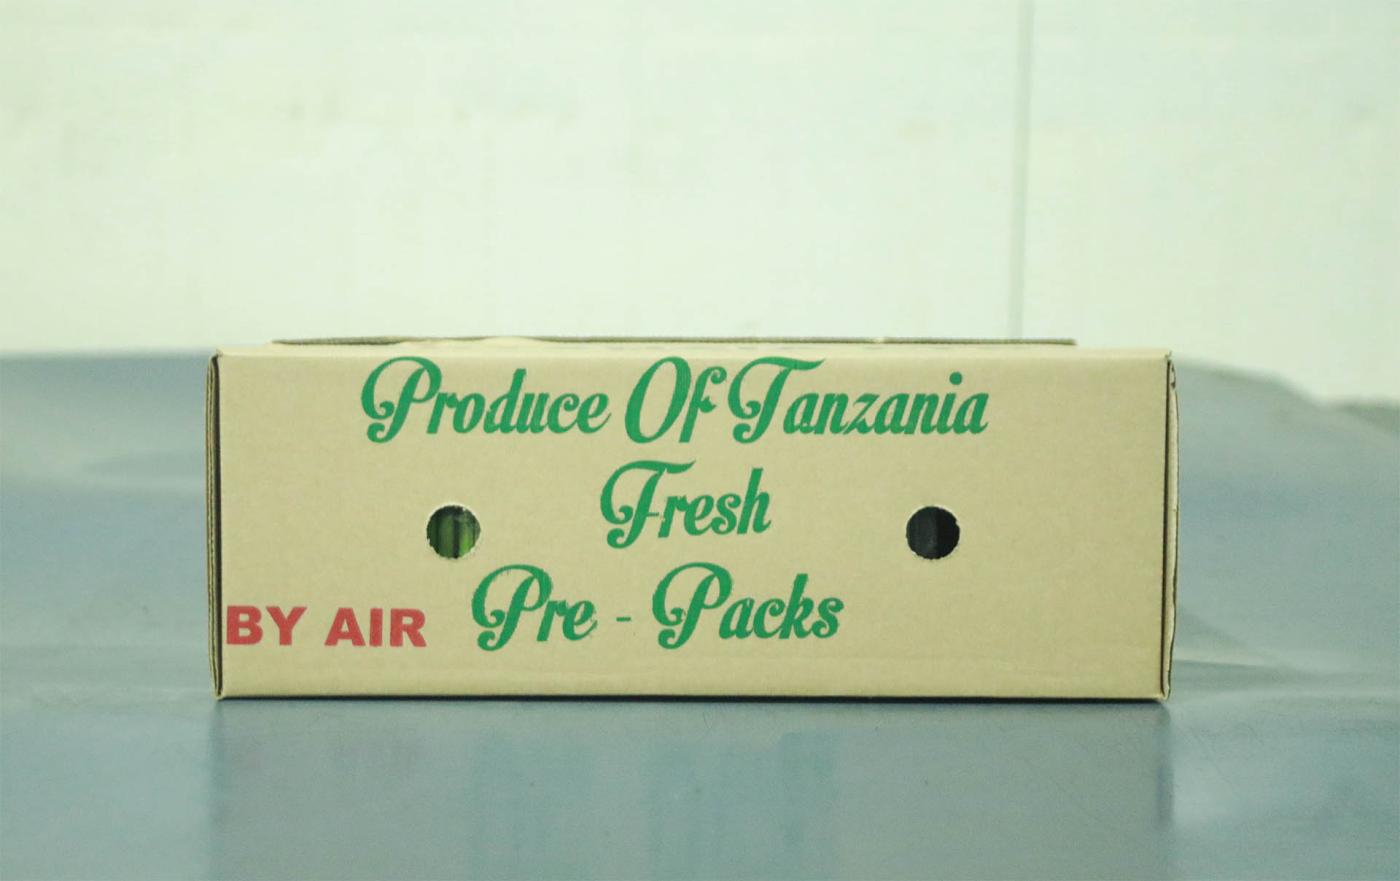 Produce Of Tanzania
Fresh
Pre - Packs
BY AIR